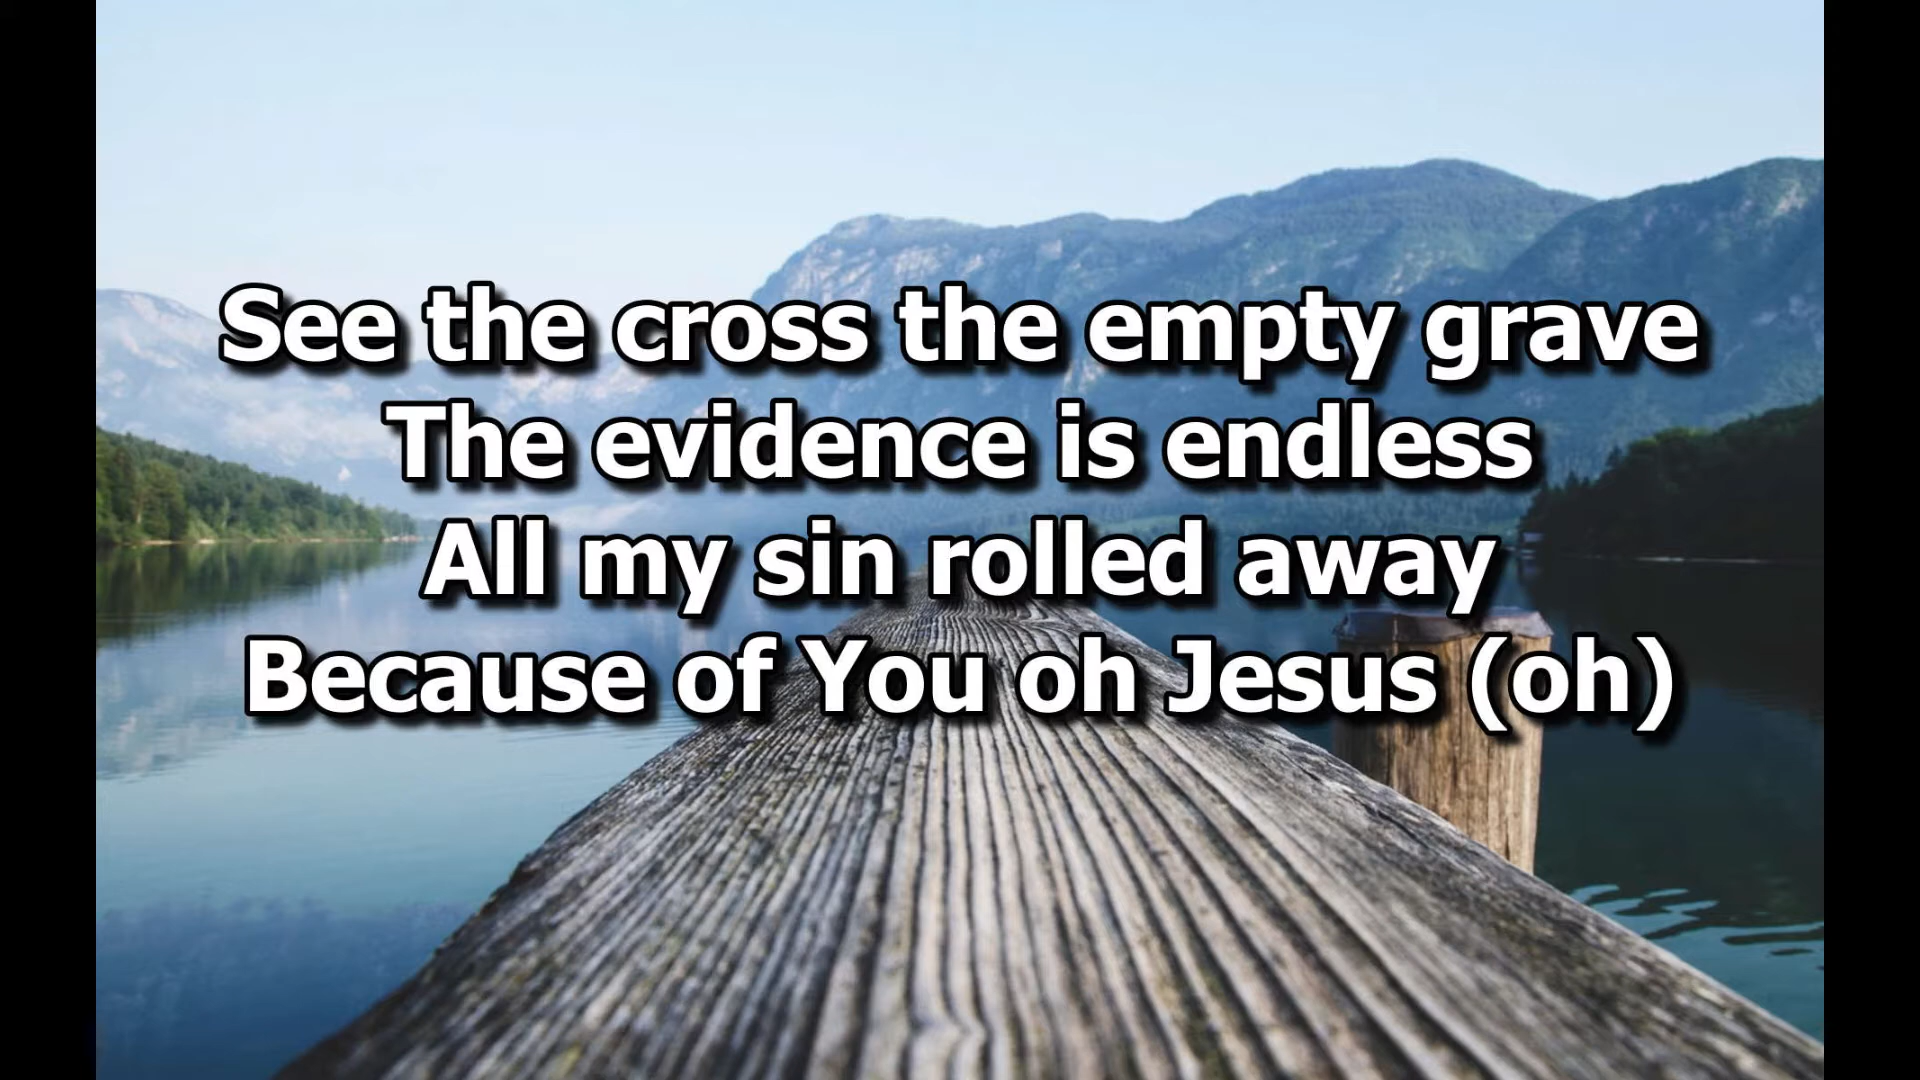 See the cross the empty grave
The evidence is endless
All my sin rolled away
Because of You oh Jesus (oh)